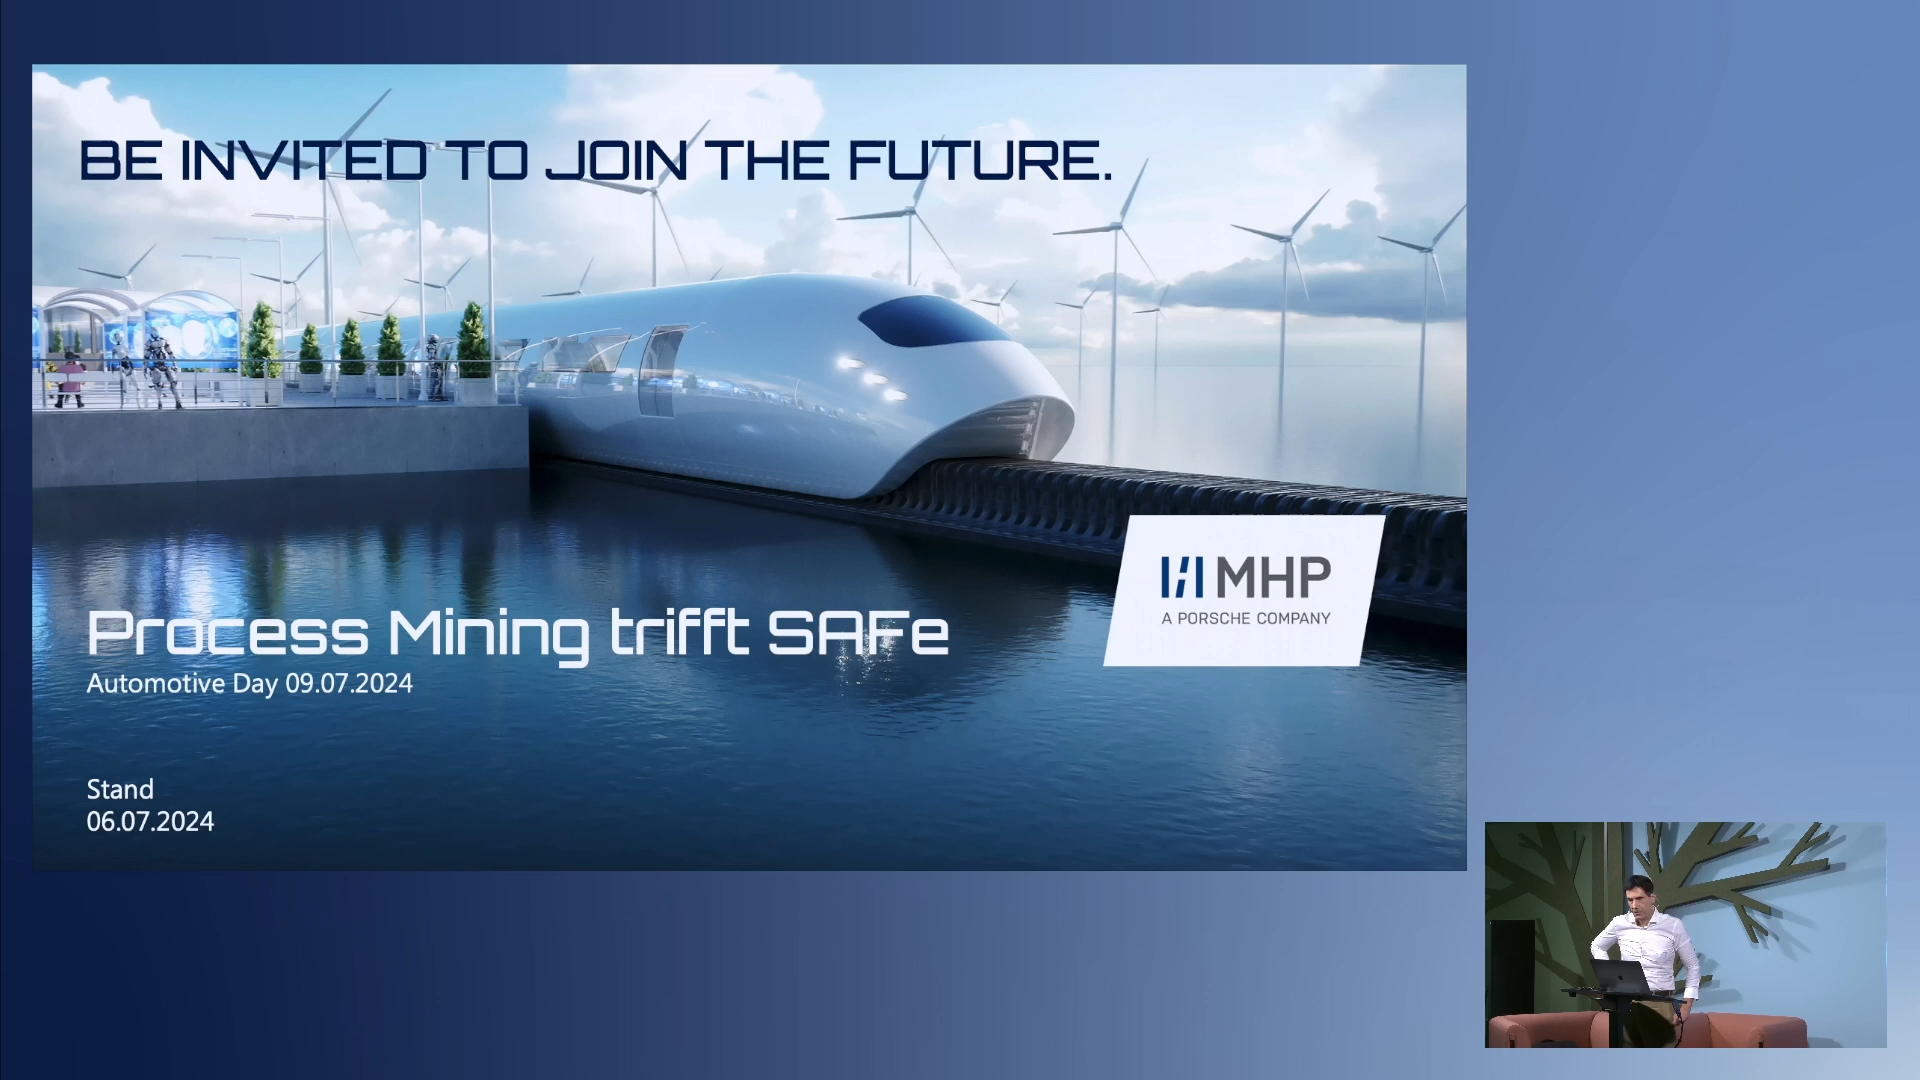 BE INVITED TO JOIN THE FUTURE.
MHP
A PORSCHE COMPANY
Process Mining trifft SAFe
Automotive Day 09.07.2024
Stand
06.07.2024